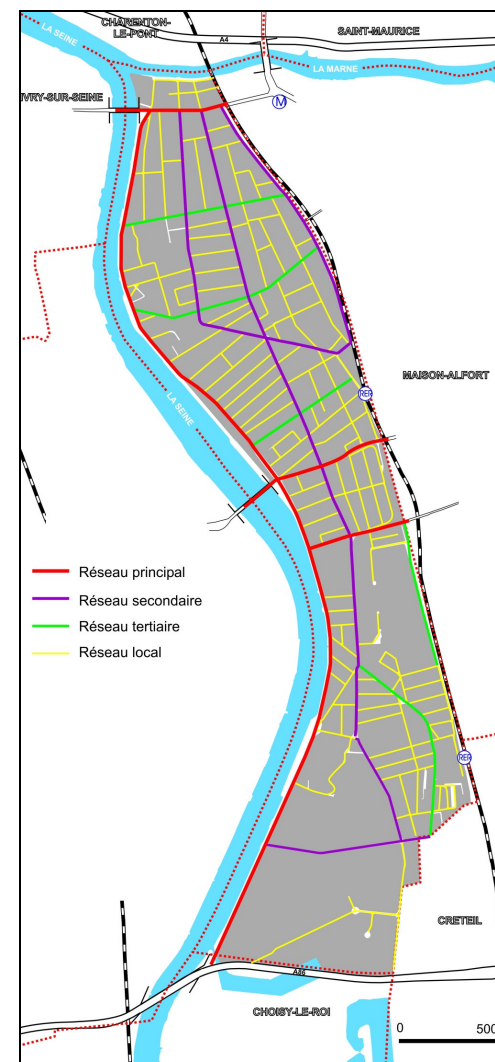 CHARENTON-
LE-PONT
SAINT-MAURICE
A4
LA SEINE
LA MARNE
IVRY-SUR-SEINE
M
MAISON-ALFORT
RER
LA SEINE
Réseau principal
Réseau secondaire
Réseau tertiaire
Réseau local
RER
CRETEIL
A86
CHOISY-LE-ROI
0 500